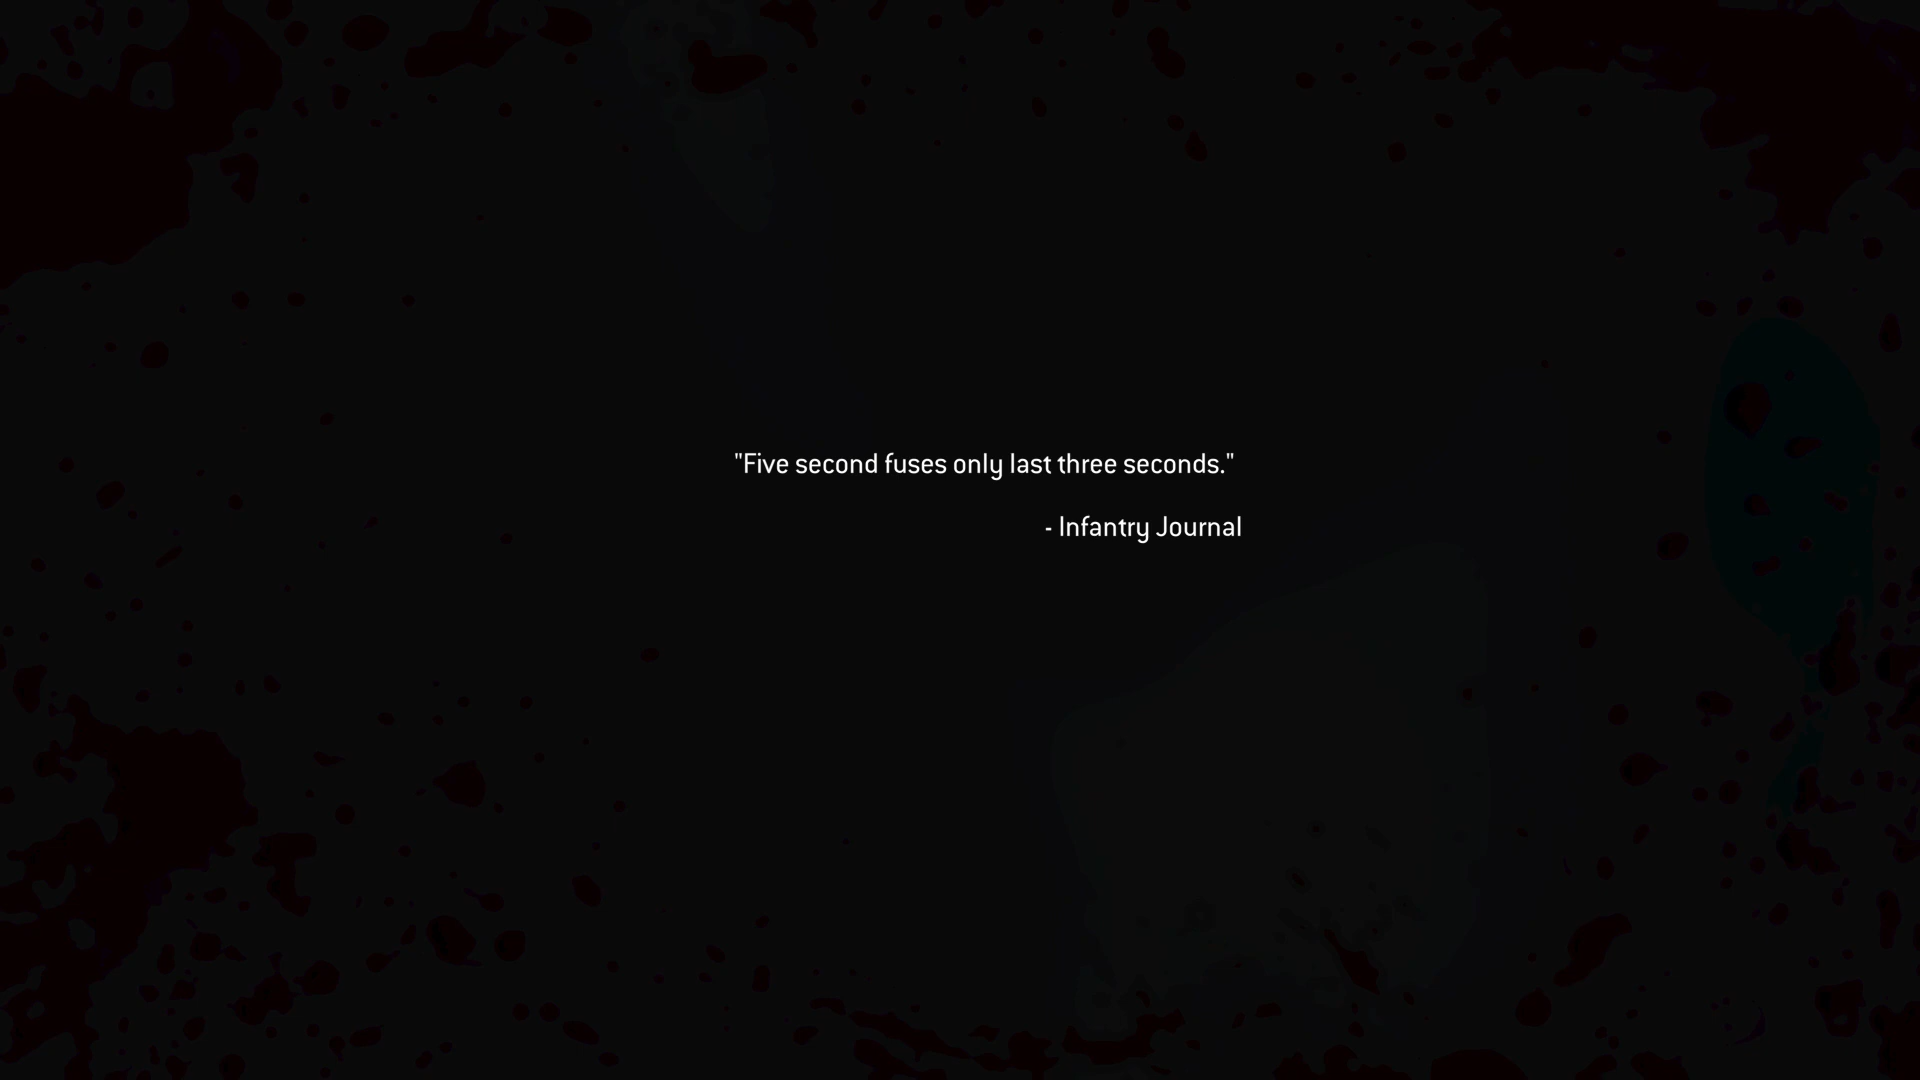 "Five second fuses only last three seconds."
- Infantry Journal